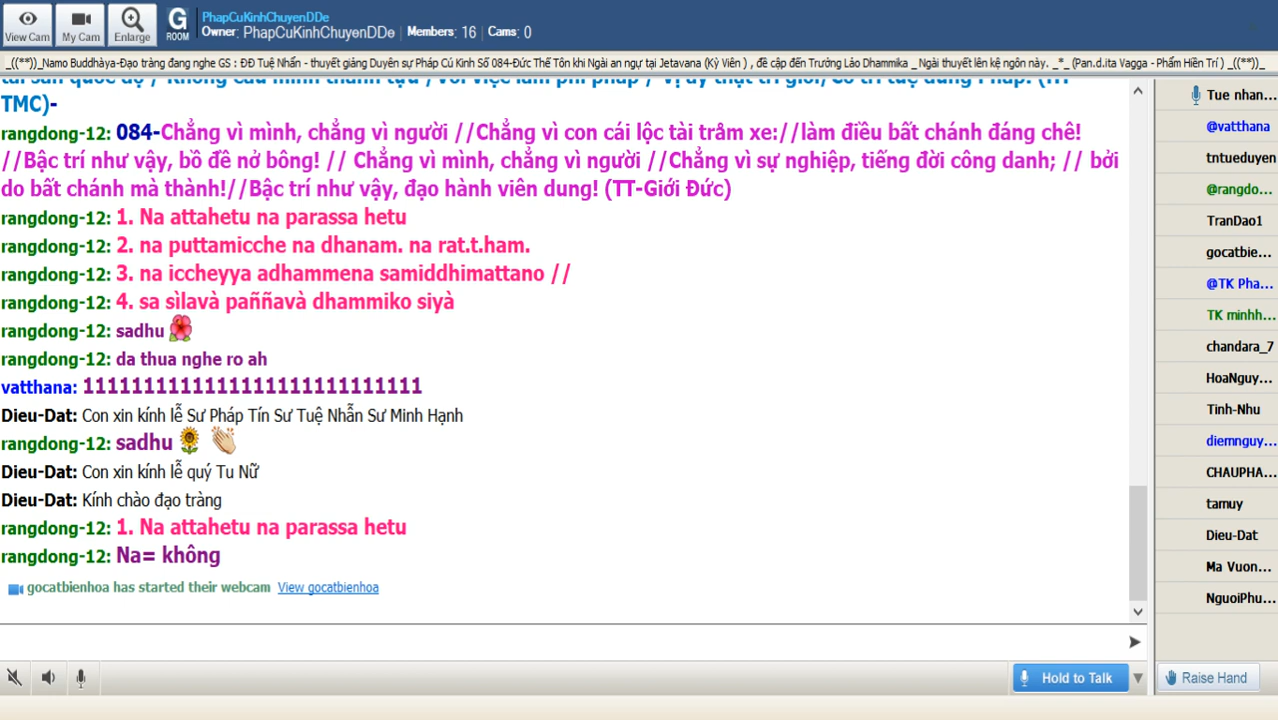 PhapCuKinhChuyenDDe
Owner: PhapCuKinhChuyenDDe | Members: 16 | Cams: 0
View Cam
My Cam
Enlarge
G
ROOM
_((**))_Namo Buddhàya-Đạo tràng đang nghe GS : ĐĐ Tuệ Nhẫn - thuyết giảng Duyên sự Pháp Cú Kinh Số 084-Đức Thế Tôn khi Ngài an ngự tại Jetavana (Kỳ Viên ) , đề cập đến Trưởng Lảo Dhammika _ Ngài thuyết lên kệ ngôn này. _*_ (Pan.d.ita Vagga - Phẩm Hiền Trí ) _((**))_
TMC)-
rangdong-12: 084-Chẳng vì mình, chẳng vì người //Chẳng vì con cái lộc tài trăm xe://làm điều bất chánh đáng chê!
//Bậc trí như vậy, bồ đề nở bông! // Chẳng vì mình, chẳng vì người //Chẳng vì sự nghiệp, tiếng đời công danh; // bởi
do bất chánh mà thành!//Bậc trí như vậy, đạo hành viên dung! (TT-Giới Đức)
rangdong-12: 1. Na attahetu na parassa hetu
rangdong-12: 2. na puttamicche na dhanam. na rat.t.ham.
rangdong-12: 3. na iccheyya adhammena samiddhimattano //
rangdong-12: 4. sa sìlavà paññavà dhammiko siyà
rangdong-12: sadhu
rangdong-12: da thua nghe ro ah
vatthana: 1111111111111111111111111111
Dieu-Dat: Con xin kính lễ Sư Pháp Tín Sư Tuệ Nhẫn Sư Minh Hạnh
rangdong-12: sadhu
Dieu-Dat: Con xin kính lễ quý Tu Nữ
Dieu-Dat: Kính chào đạo tràng
rangdong-12: 1. Na attahetu na parassa hetu
rangdong-12: Na= không
gocatbienhoa has started their webcam View gocatbienhoa
Hold to Talk
Tue nhan...
@vatthana
tntueduyen
@rangdo...
TranDao1
gocatbie...
@TK Pha...
TK minhh...
chandara_7
HoaNguy...
Tinh-Nhu
diemnguy...
CHAUPHA...
tamuy
Dieu-Dat
Ma Vuon...
NguoiPhu...
Raise Hand